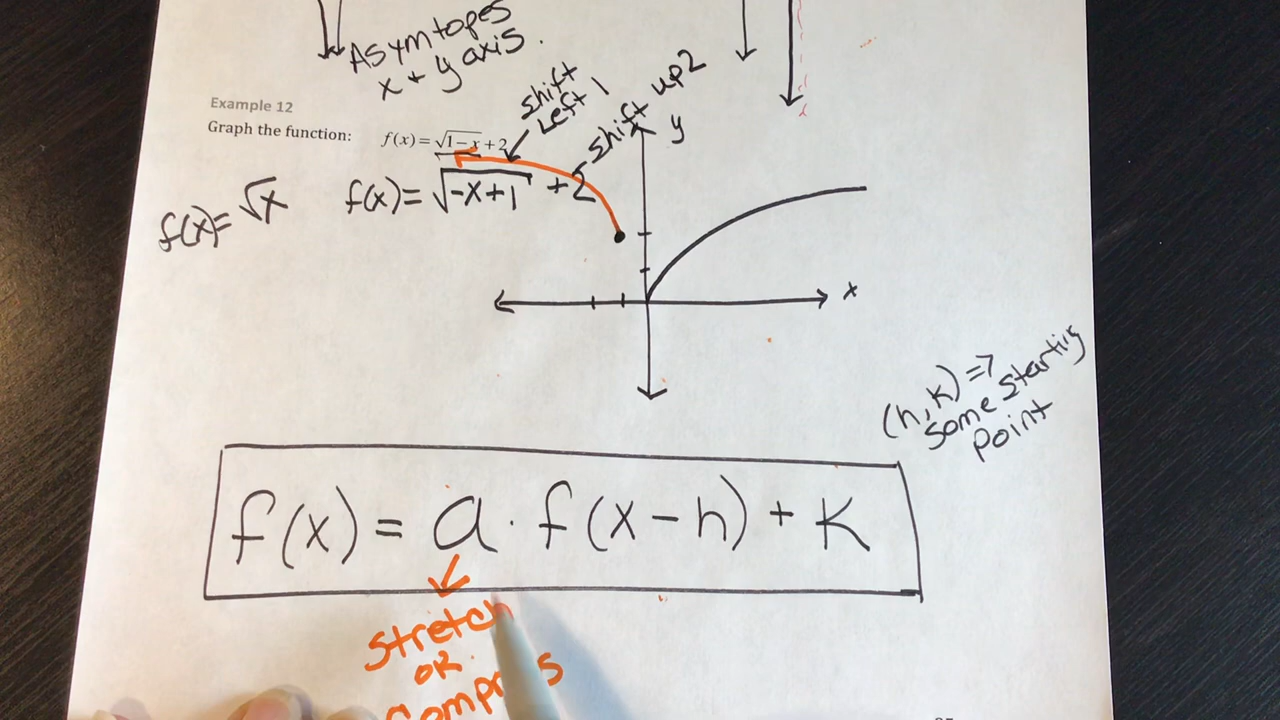 Asymtopes
x + y axis.
Example 12
Graph the function: f(x) = √1−x + 2
shift
Left 1
shift up 2
y
f(x) = √x
f(x) = √-x+1 + 2
x
(h, k) =>
some starting
point
f(x) = a · f(x − h) + k
stretch
OR